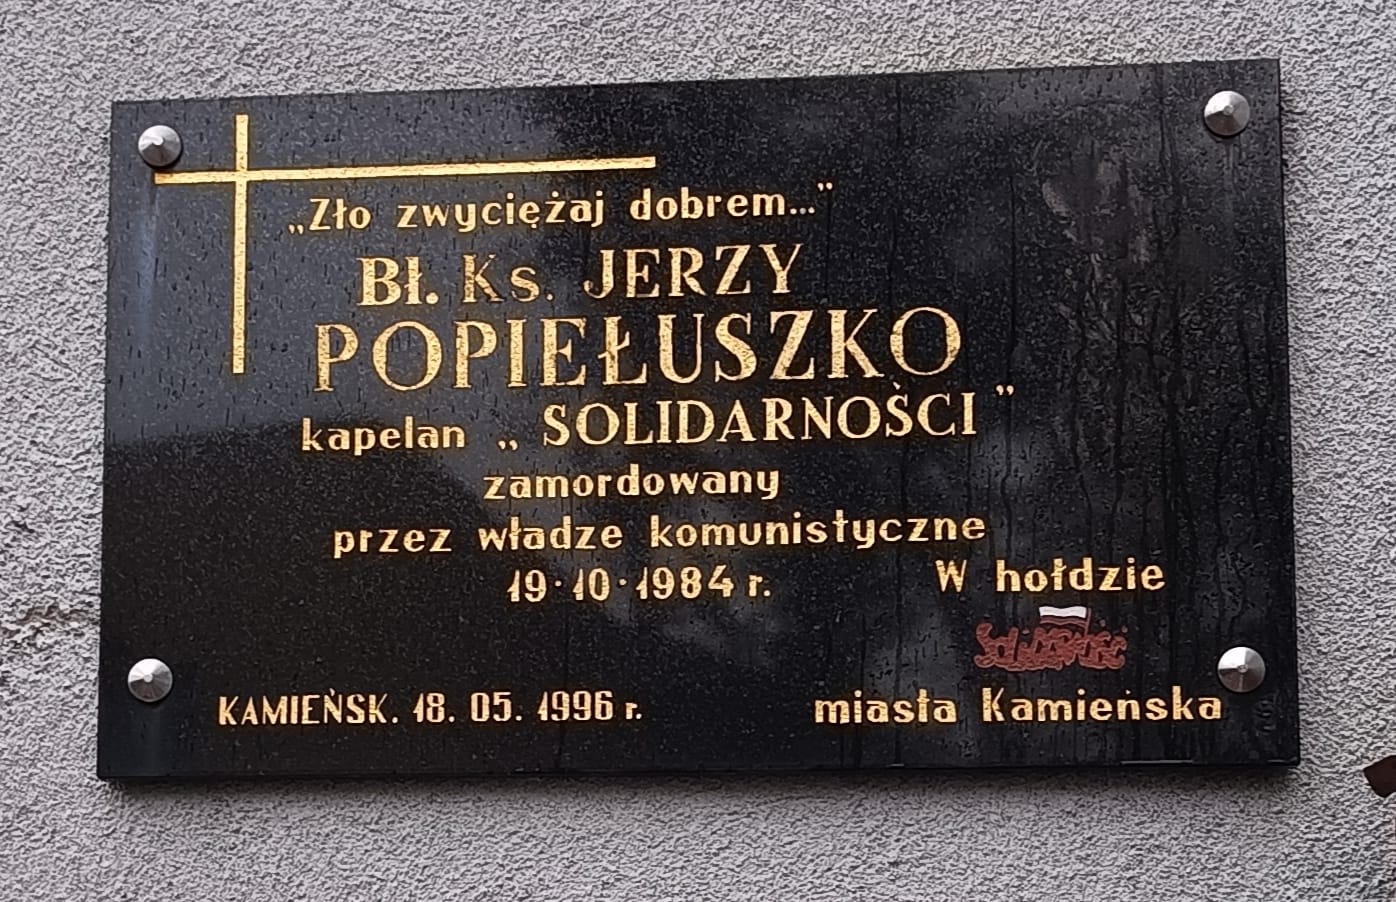 „Zło zwyciężaj dobrem..."
Bł. Ks. JERZY
POPIEŁUSZKO
kapelan „SOLIDARNOŚCI"
zamordowany
przez władze komunistyczne
19·10·1984 r.
W hołdzie
Solidarność
KAMIEŃSK. 18. 05. 1996 r.
miasta Kamieńska